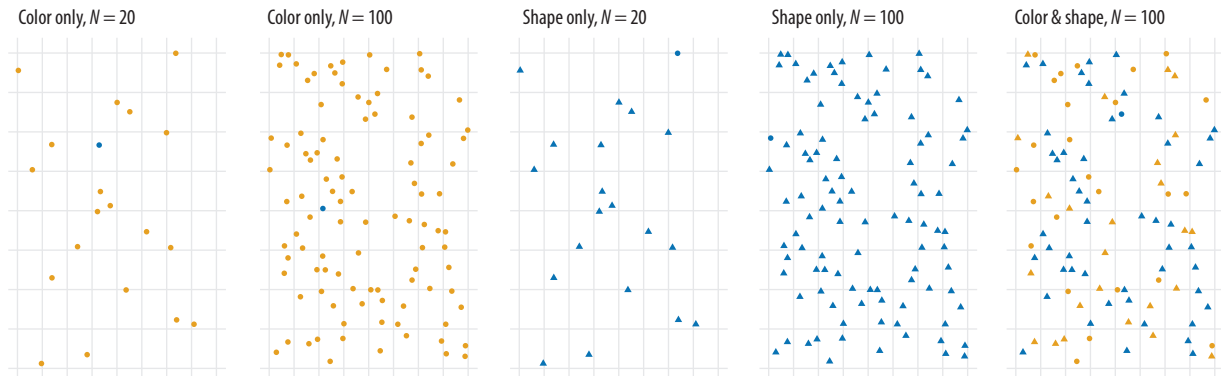 Color only, N = 20
Color only, N = 100
Shape only, N = 20
Shape only, N = 100
Color & shape, N = 100